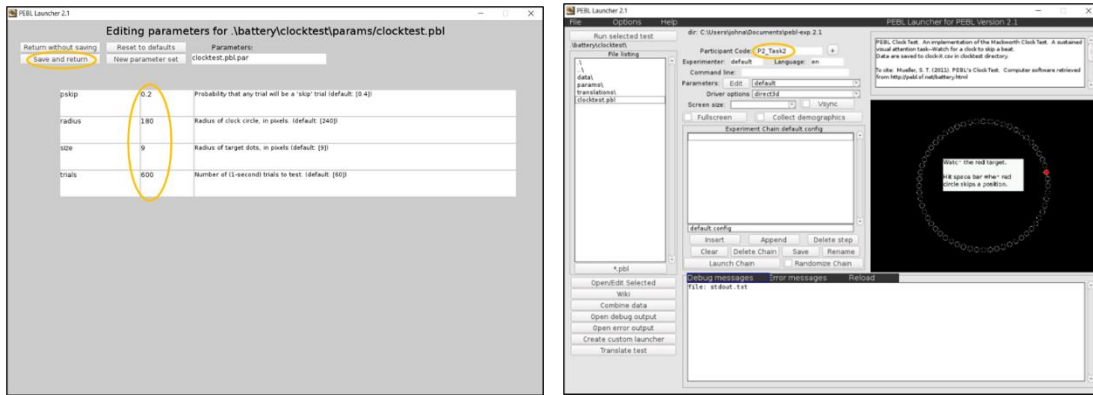 PEBL Launcher 2.1
Editing parameters for .\battery\clocktest\params/clocktest.pbl
Return without saving Reset to defaults Parameters:
Save and return New parameter set clocktest.pbl.par
pskip 0.2 Probability that any trial will be a 'skip' trial (default: [0.4])
radius 180 Radius of clock circle, in pixels. (default: [240])
size 9 Radius of target dots, in pixels (default: [9])
trials 600 Number of (1-second) trials to test. (default: [60])
PEBL Launcher 2.1
File Options Help PEBL Launcher for PEBL Version 2.1
Run selected test
\battery\clocktest\
File listing
.\
..\
data\
params\
translations\
clocktest.pbl
*.pbl
Open/Edit Selected
Wiki
Combine data
Open debug output
Open error output
Create custom launcher
Translate test
dir: C:\Users\johna\Documents\pebl-exp 2.1
Participant Code: P2_Task2 +
Experimenter: default Language: en
Command line:
Parameters: Edit default
Driver options direct3d
Screen size: Vsync
Fullscreen Collect demographics
Experiment Chain:default.config
default.config
Insert Append Delete step
Clear Delete Chain Save Rename
Launch Chain Randomize Chain
PEBL Clock Test. An implementation of the Mackworth Clock Test. A sustained
visual attention task--Watch for a clock to skip a beat.
Data are saved to clock-it.csv in clocktest directory.
To cite: Mueller, S. T. (2011). PEBL's Clock Test. Computer software retrieved
from http://pebl.sf.net/battery.html
Watch the red target.
Hit space bar when red
circle skips a position.
Debug messages Error messages Reload
file: stdout.txt